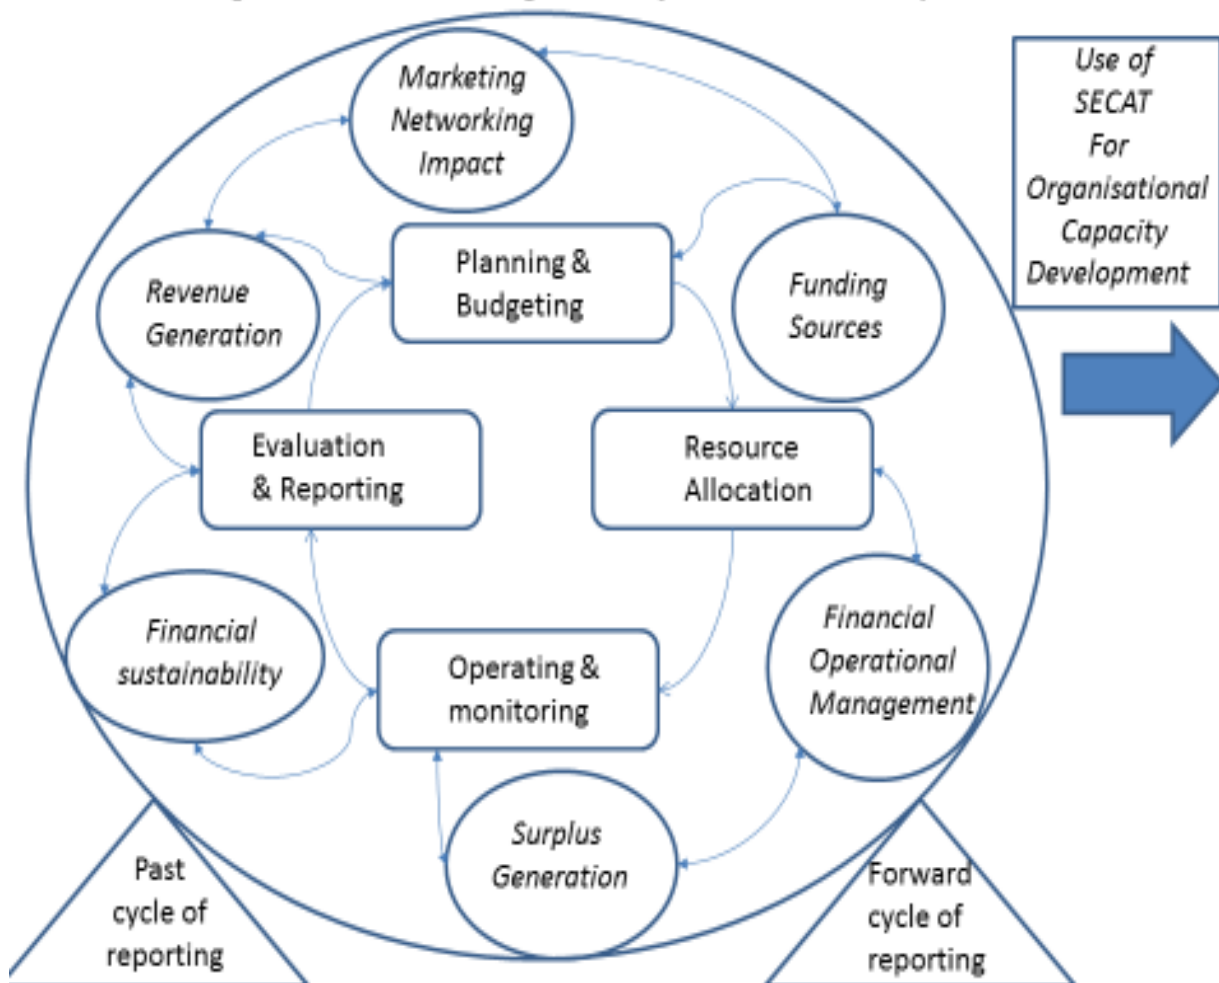 Marketing
Networking
Impact
Use of
SECAT
For
Organisational
Capacity
Development
Planning &
Budgeting
Revenue
Generation
Funding
Sources
Evaluation
& Reporting
Resource
Allocation
Financial
sustainability
Operating &
monitoring
Financial
Operational
Management
Surplus
Generation
Past
cycle of
reporting
Forward
cycle of
reporting